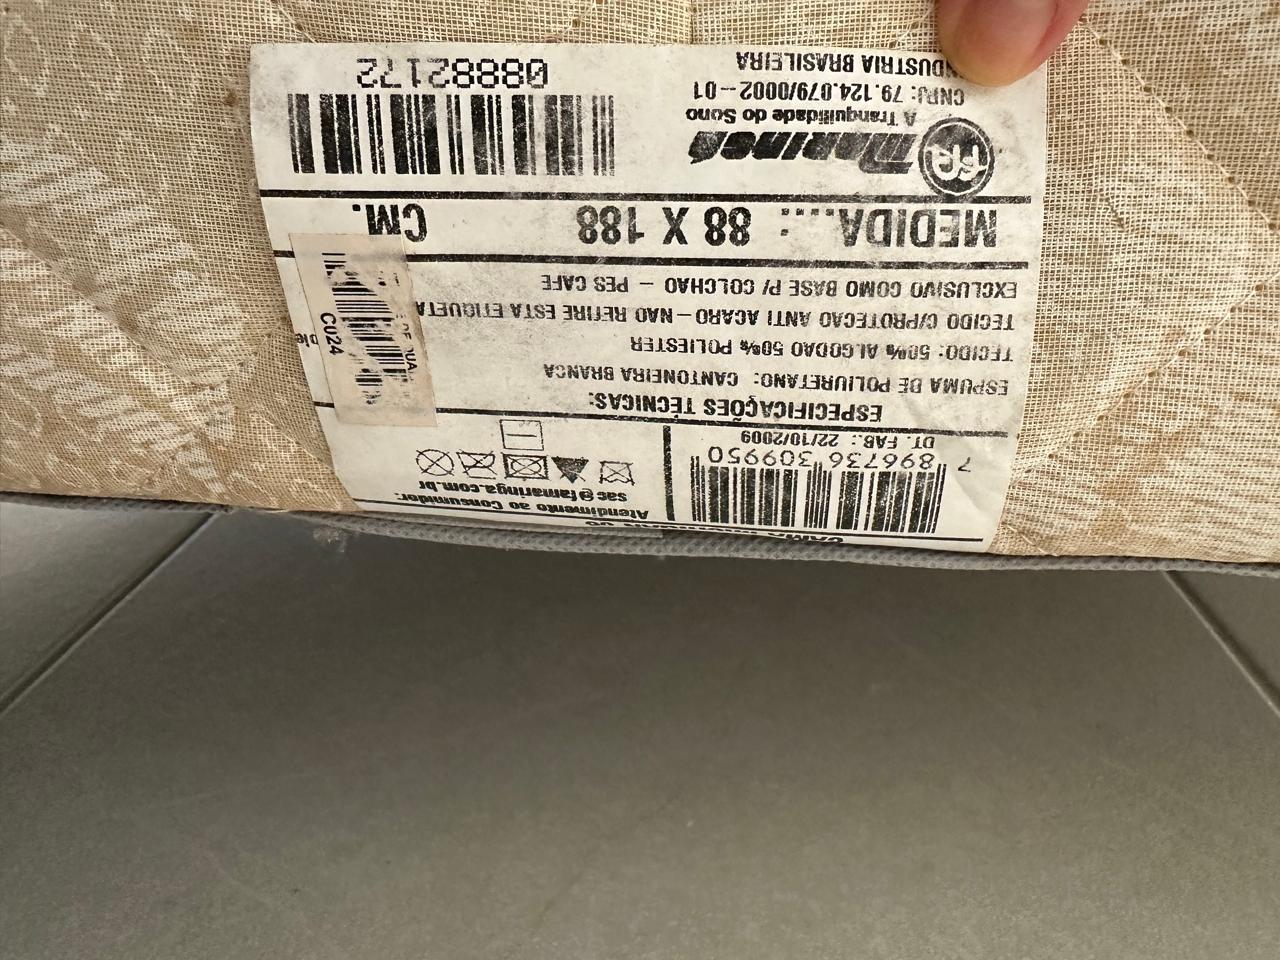 Maringá
A Tranquilidade do Sono
CNPJ: 79.124.079/0002-01
INDUSTRIA BRASILEIRA
08882172
MEDIDA...: 88 X 188 CM.
EXCLUSIVO COMO BASE P/ COLCHAO - PES CAFE
TECIDO C/PROTECAO ANTI ACARO-NAO RETIRE ESTA ETIQUETA
TECIDO: 50% ALGODAO 50% POLIESTER
ESPUMA DE POLIURETANO: CANTONEIRA BRANCA
ESPECIFICAÇÕES TÉCNICAS:
DT. FAB.: 22/10/2009
7 896736 309950
sac@famaringa.com.br
Atendimento ao Consumidor:
CAMA
C024